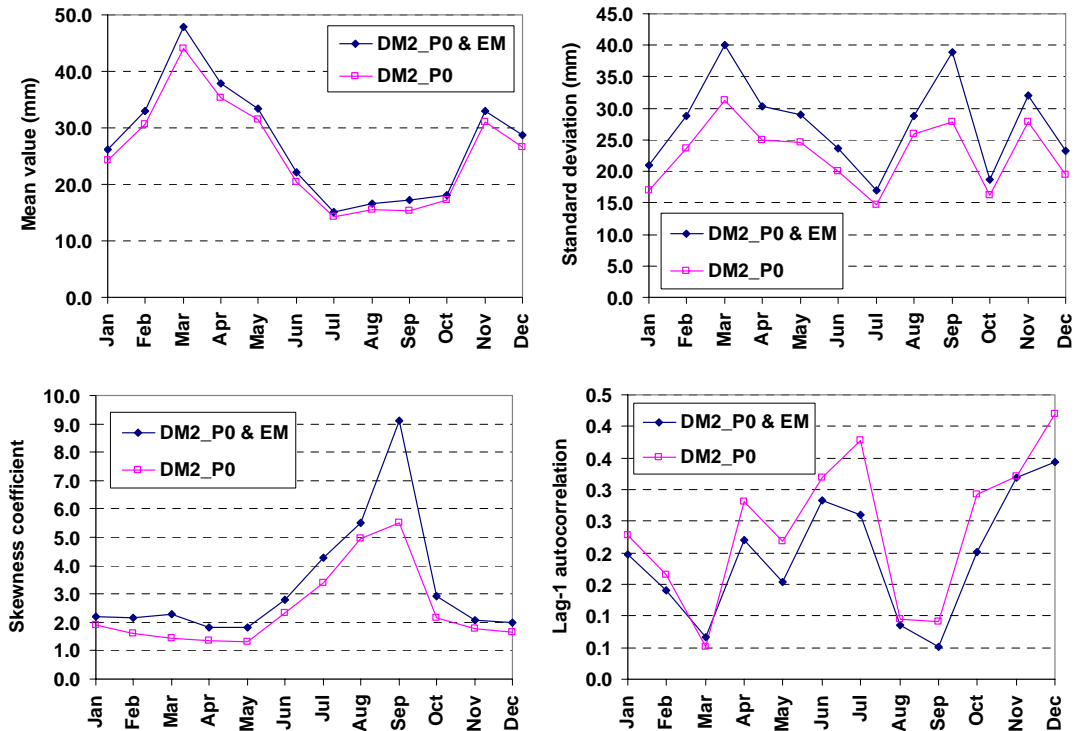 Mean value (mm)
50.0
40.0
30.0
20.0
10.0
0.0
DM2_P0 & EM
DM2_P0
Jan
Feb
Mar
Apr
May
Jun
Jul
Aug
Sep
Oct
Nov
Dec
Standard deviation (mm)
45.0
40.0
35.0
30.0
25.0
20.0
15.0
10.0
5.0
0.0
DM2_P0 & EM
DM2_P0
Jan
Feb
Mar
Apr
May
Jun
Jul
Aug
Sep
Oct
Nov
Dec
Skewness coefficient
10.0
9.0
8.0
7.0
6.0
5.0
4.0
3.0
2.0
1.0
0.0
DM2_P0 & EM
DM2_P0
Jan
Feb
Mar
Apr
May
Jun
Jul
Aug
Sep
Oct
Nov
Dec
Lag-1 autocorrelation
0.5
0.4
0.4
0.3
0.3
0.2
0.2
0.1
0.1
0.0
DM2_P0 & EM
DM2_P0
Jan
Feb
Mar
Apr
May
Jun
Jul
Aug
Sep
Oct
Nov
Dec